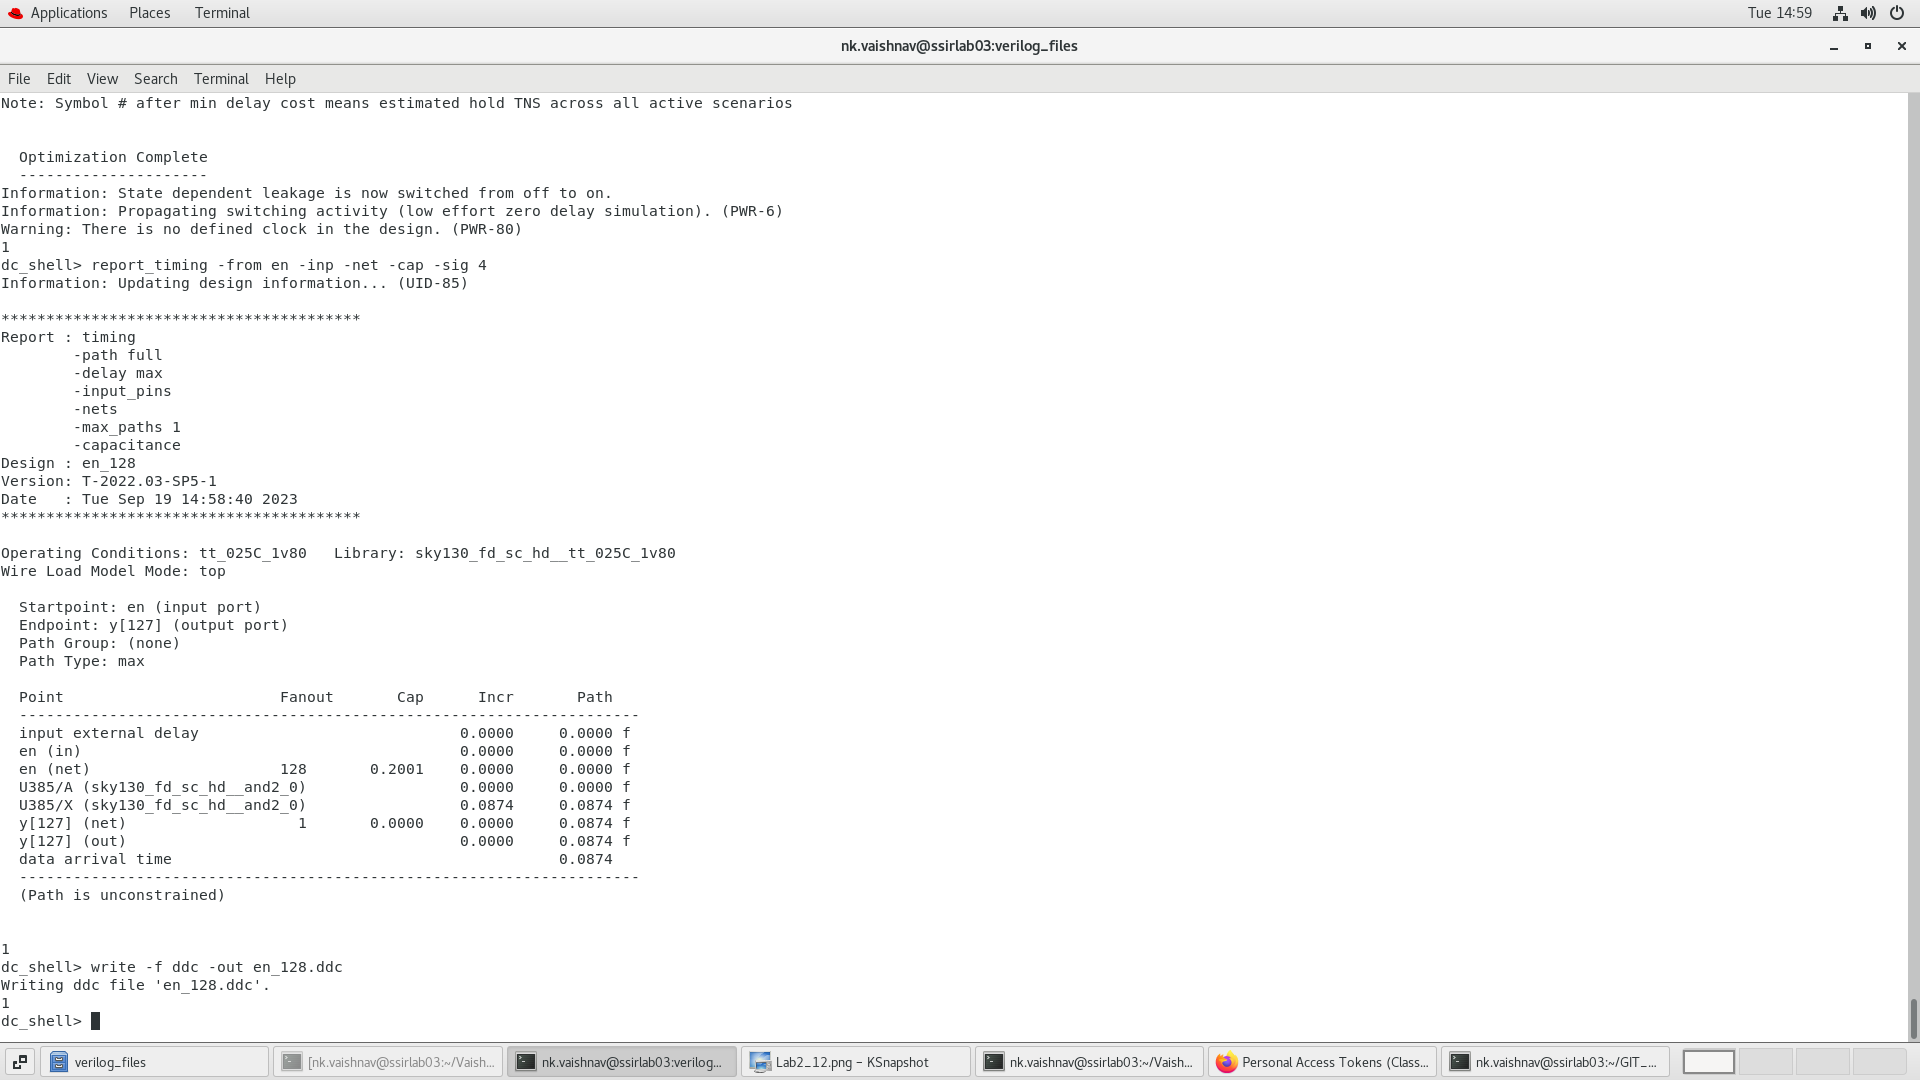 Applications Places Terminal Tue 14:59
nk.vaishnav@ssirlab03:verilog_files
File Edit View Search Terminal Help
Note: Symbol # after min delay cost means estimated hold TNS across all active scenarios
  Optimization Complete
  ---------------------
Information: State dependent leakage is now switched from off to on.
Information: Propagating switching activity (low effort zero delay simulation). (PWR-6)
Warning: There is no defined clock in the design. (PWR-80)
1
dc_shell> report_timing -from en -inp -net -cap -sig 4
Information: Updating design information... (UID-85)
****************************************
Report : timing
        -path full
        -delay max
        -input_pins
        -nets
        -max_paths 1
        -capacitance
Design : en_128
Version: T-2022.03-SP5-1
Date   : Tue Sep 19 14:58:40 2023
****************************************
Operating Conditions: tt_025C_1v80   Library: sky130_fd_sc_hd__tt_025C_1v80
Wire Load Model Mode: top
  Startpoint: en (input port)
  Endpoint: y[127] (output port)
  Path Group: (none)
  Path Type: max
  Point                        Fanout       Cap      Incr       Path
  ---------------------------------------------------------------------
  input external delay                             0.0000     0.0000 f
  en (in)                                          0.0000     0.0000 f
  en (net)                     128       0.2001    0.0000     0.0000 f
  U385/A (sky130_fd_sc_hd__and2_0)                 0.0000     0.0000 f
  U385/X (sky130_fd_sc_hd__and2_0)                 0.0874     0.0874 f
  y[127] (net)                   1       0.0000    0.0000     0.0874 f
  y[127] (out)                                     0.0000     0.0874 f
  data arrival time                                           0.0874
  ---------------------------------------------------------------------
  (Path is unconstrained)
1
dc_shell> write -f ddc -out en_128.ddc
Writing ddc file 'en_128.ddc'.
1
dc_shell>
verilog_files [nk.vaishnav@ssirlab03:~/Vaish... nk.vaishnav@ssirlab03:verilog... Lab2_12.png – KSnapshot nk.vaishnav@ssirlab03:~/Vaish... Personal Access Tokens (Class... nk.vaishnav@ssirlab03:~/GIT_...